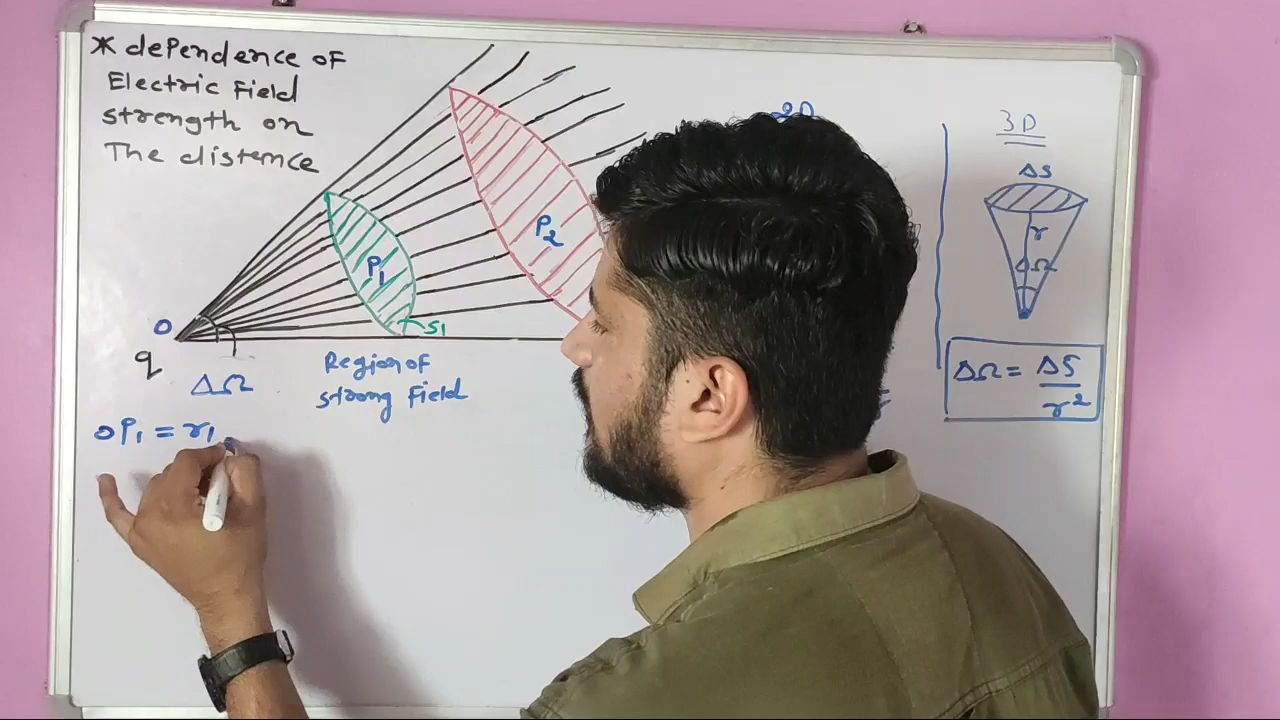 * dePendence of
Electric Field
strength on
The distence
2D
3D
ΔS
r
ΔΩ
P2
P1
S1
O
q
ΔΩ
Region of
strong Field
ΔΩ = ΔS
r²
OP1 = r1